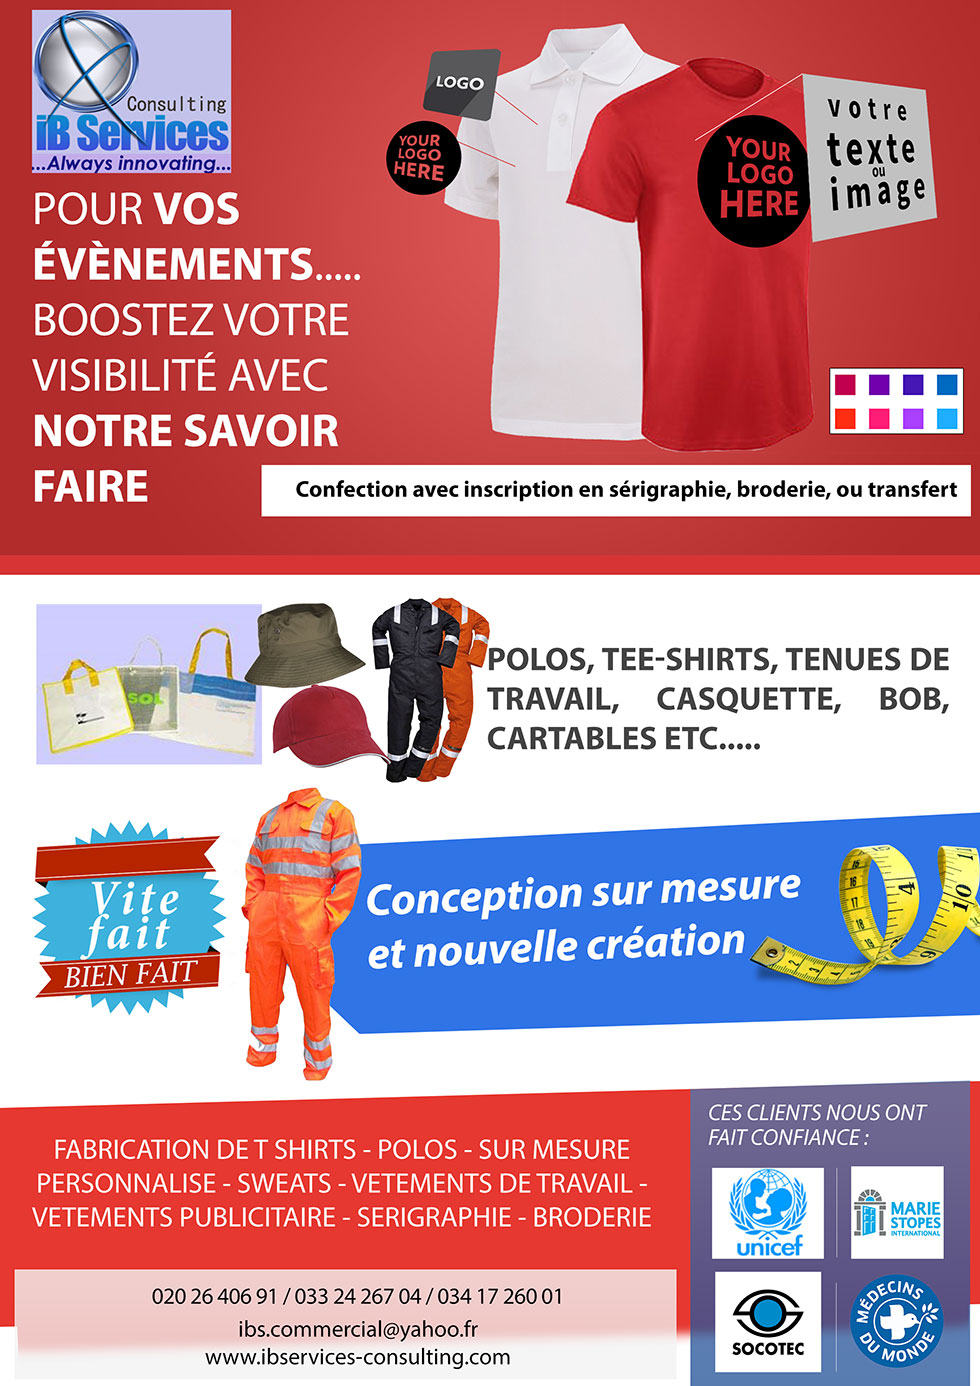 Consulting
iB Services
...Always innovating...
POUR VOS
ÉVÈNEMENTS.....
BOOSTEZ VOTRE
VISIBILITÉ AVEC
NOTRE SAVOIR
FAIRE
LOGO
YOUR
LOGO
HERE
YOUR
LOGO
HERE
votre
texte
ou
image
Confection avec inscription en sérigraphie, broderie, ou transfert
SOL
POLOS, TEE-SHIRTS, TENUES DE
TRAVAIL, CASQUETTE, BOB,
CARTABLES ETC.....
Vite
fait
BIEN FAIT
Conception sur mesure
et nouvelle création
FABRICATION DE T SHIRTS - POLOS - SUR MESURE
PERSONNALISE - SWEATS - VETEMENTS DE TRAVAIL -
VETEMENTS PUBLICITAIRE - SERIGRAPHIE - BRODERIE
020 26 406 91 / 033 24 267 04 / 034 17 260 01
ibs.commercial@yahoo.fr
www.ibservices-consulting.com
CES CLIENTS NOUS ONT
FAIT CONFIANCE :
unicef
MARIE
STOPES
INTERNATIONAL
SOCOTEC
MÉDECINS
DU MONDE